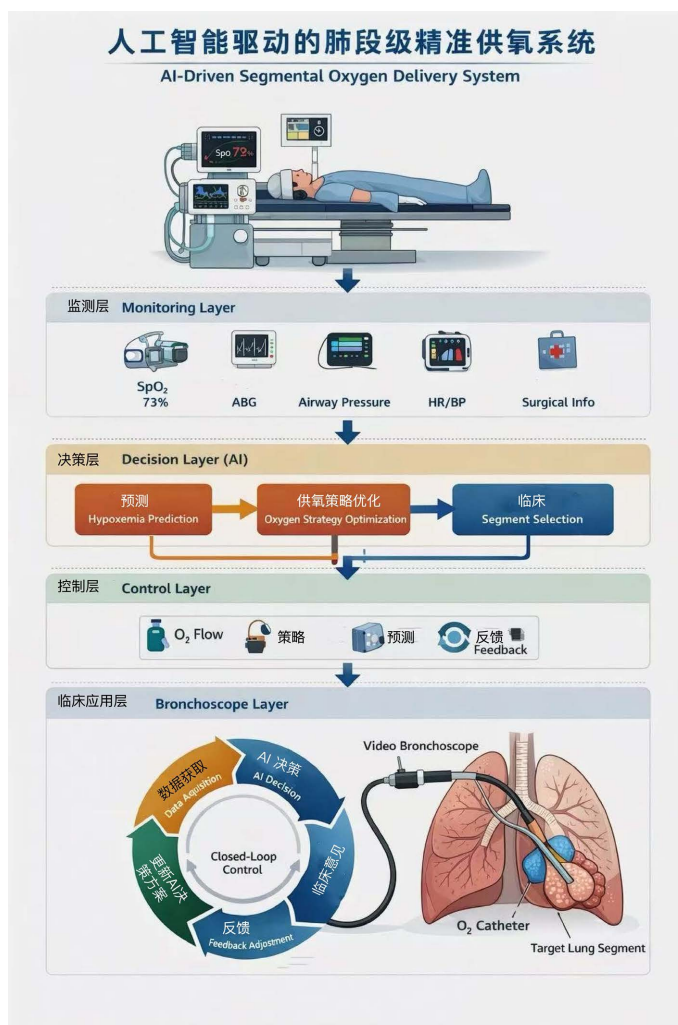 人工智能驱动的肺段级精准供氧系统
AI-Driven Segmental Oxygen Delivery System
Spo 79%
监测层 Monitoring Layer
SpO₂
73%
ABG
Airway Pressure
HR/BP
Surgical Info
决策层 Decision Layer (AI)
预测
Hypoxemia Prediction
供氧策略优化
Oxygen Strategy Optimization
临床
Segment Selection
控制层 Control Layer
O₂ Flow
策略
预测
反馈
Feedback
临床应用层 Bronchoscope Layer
数据获取
Data Aquisition
AI 决策
AI Decision
临床意见
反馈
Feedback Adjustment
更新AI决
策方案
Closed-Loop
Control
Video Bronchoscope
O₂ Catheter
Target Lung Segment